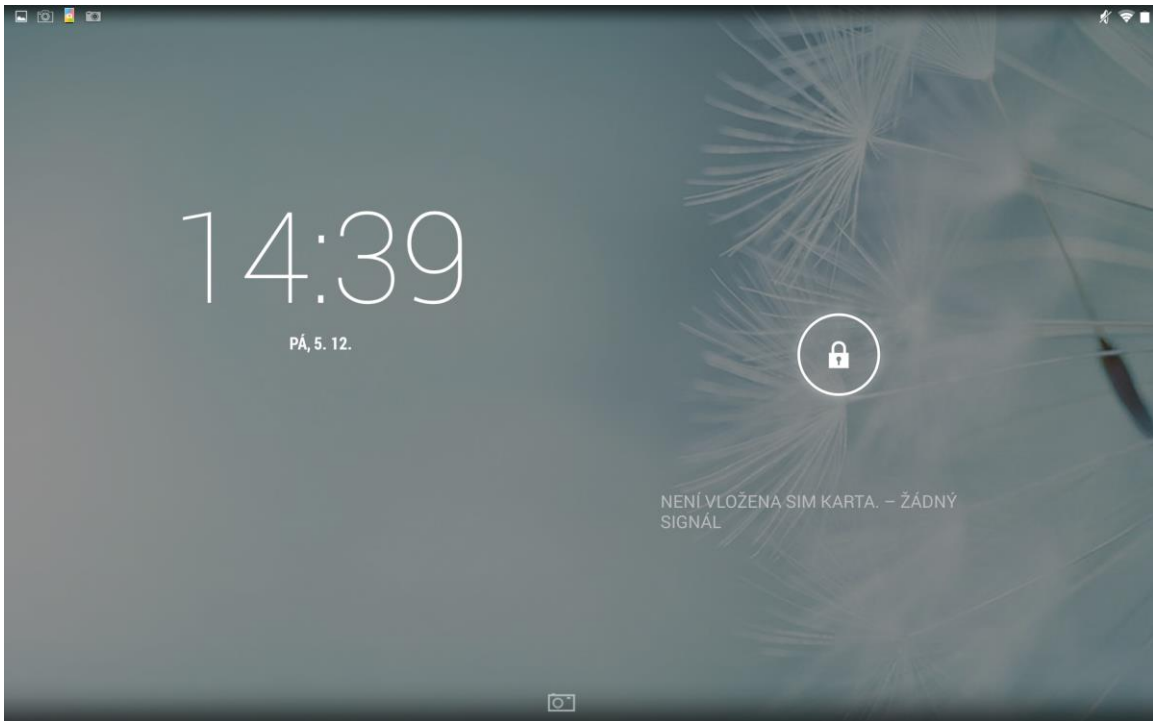 14:39
PÁ, 5. 12.
NENÍ VLOŽENA SIM KARTA. – ŽÁDNÝ
SIGNÁL